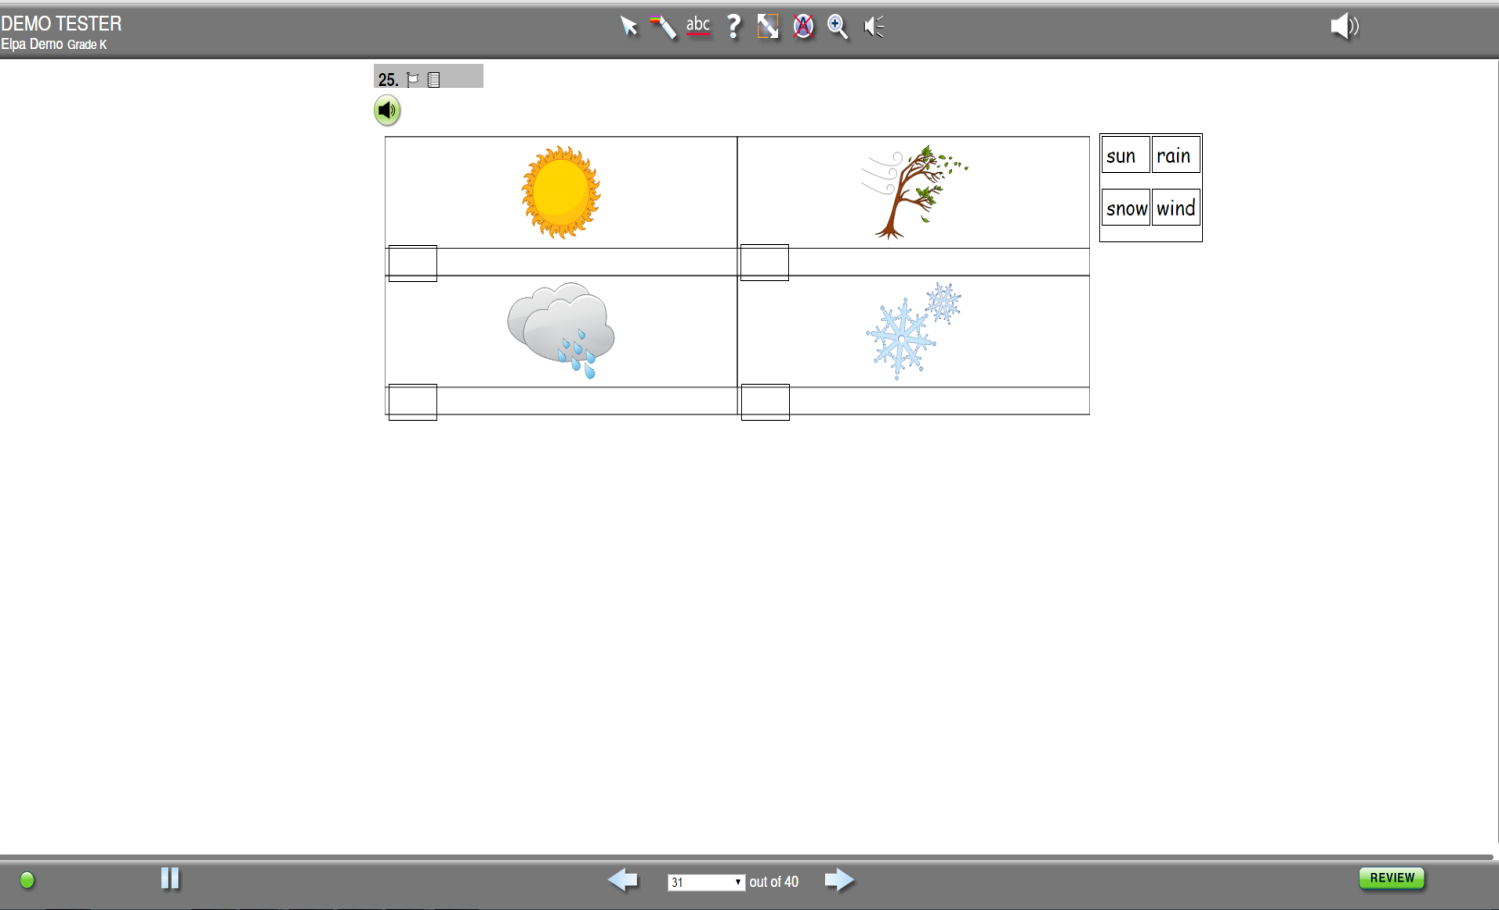 DEMO TESTER
Elpa Demo Grade K
abc
?
A
25.
sun rain
snow wind
31 out of 40
REVIEW